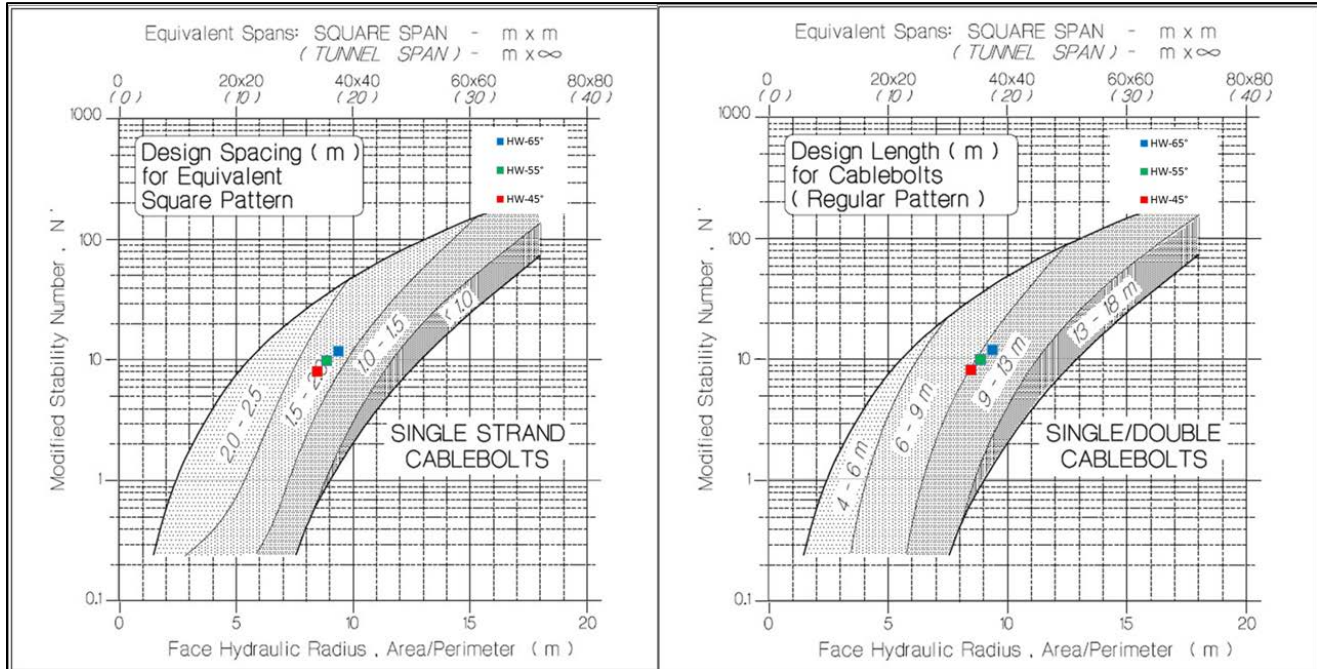 Equivalent Spans: SQUARE SPAN - m x m
( TUNNEL SPAN ) - m x ∞
0 20x20 40x40 60x60 80x80
( 0 ) ( 10 ) ( 20 ) ( 30 ) ( 40 )
1000
HW-65°
Design Spacing ( m )
for Equivalent
Square Pattern
HW-55°
HW-45°
Modified Stability Number , N'
100
10
1
0.1
2.0 - 2.5
1.0 - 1.5
< 1.0
SINGLE STRAND
CABLEBOLTS
0 5 10 15 20
Face Hydraulic Radius , Area/Perimeter ( m )
Equivalent Spans: SQUARE SPAN - m x m
( TUNNEL SPAN ) - m x ∞
0 20x20 40x40 60x60 80x80
( 0 ) ( 10 ) ( 20 ) ( 30 ) ( 40 )
1000
HW-65°
Design Length ( m )
for Cablebolts
( Regular Pattern )
HW-55°
HW-45°
Modified Stability Number , N'
100
10
1
0.1
4 - 6 m
6 - 9 m
9 - 13 m
13 - 18 m
SINGLE/DOUBLE
CABLEBOLTS
0 5 10 15 20
Face Hydraulic Radius , Area/Perimeter ( m )